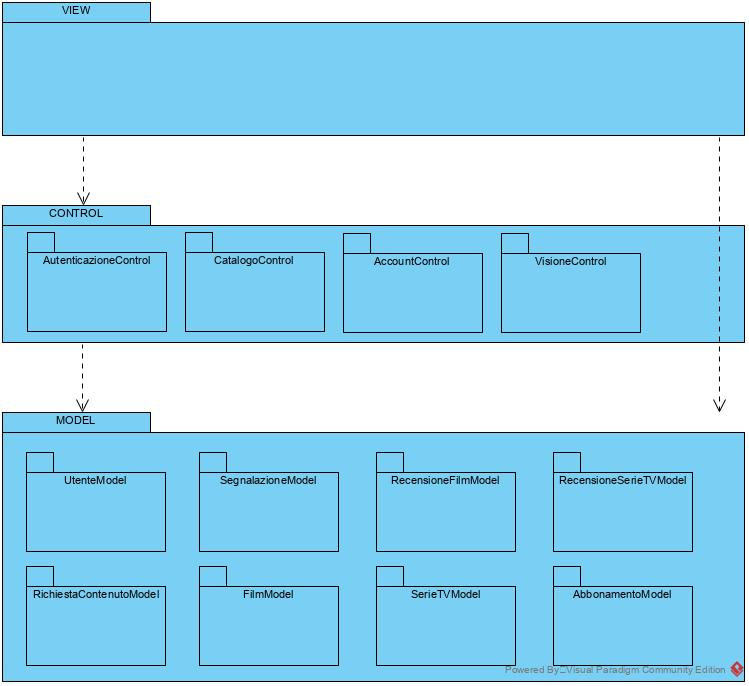 VIEW
CONTROL
AutenticazioneControl
CatalogoControl
AccountControl
VisioneControl
MODEL
UtenteModel
SegnalazioneModel
RecensioneFilmModel
RecensioneSerieTVModel
RichiestaContenutoModel
FilmModel
SerieTVModel
AbbonamentoModel
Powered By Visual Paradigm Community Edition